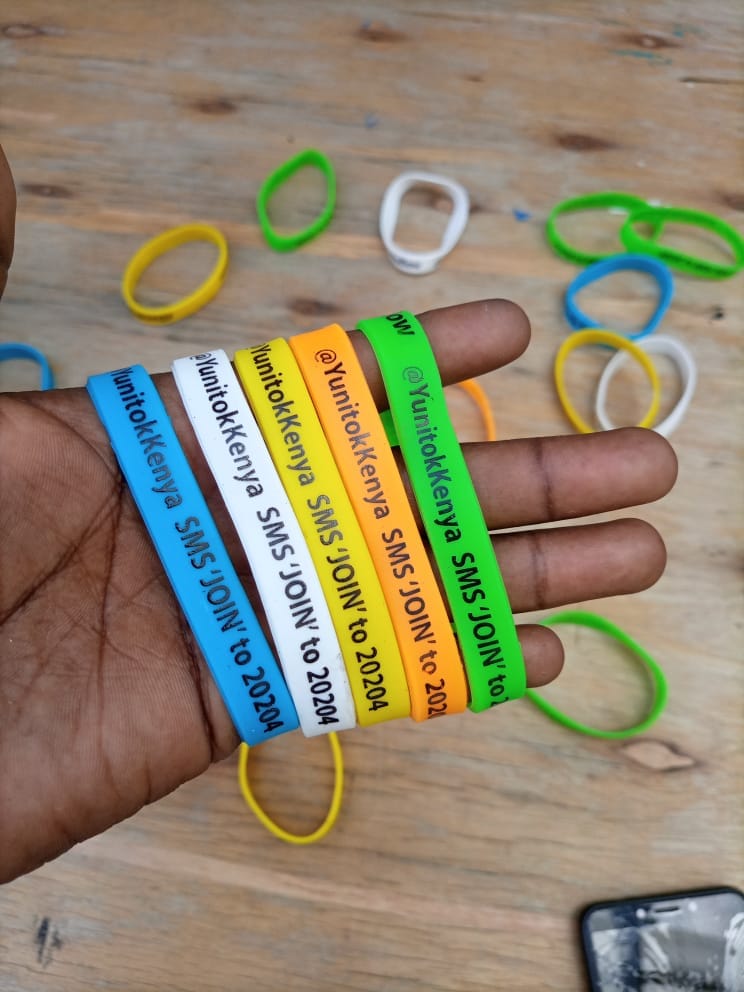 YunitokKenya SMS 'JOIN' to 20204
@YunitokKenya SMS 'JOIN' to 20204
YunitokKenya SMS 'JOIN' to 20204
@YunitokKenya SMS 'JOIN' to 202
@YunitokKenya SMS 'JOIN' to